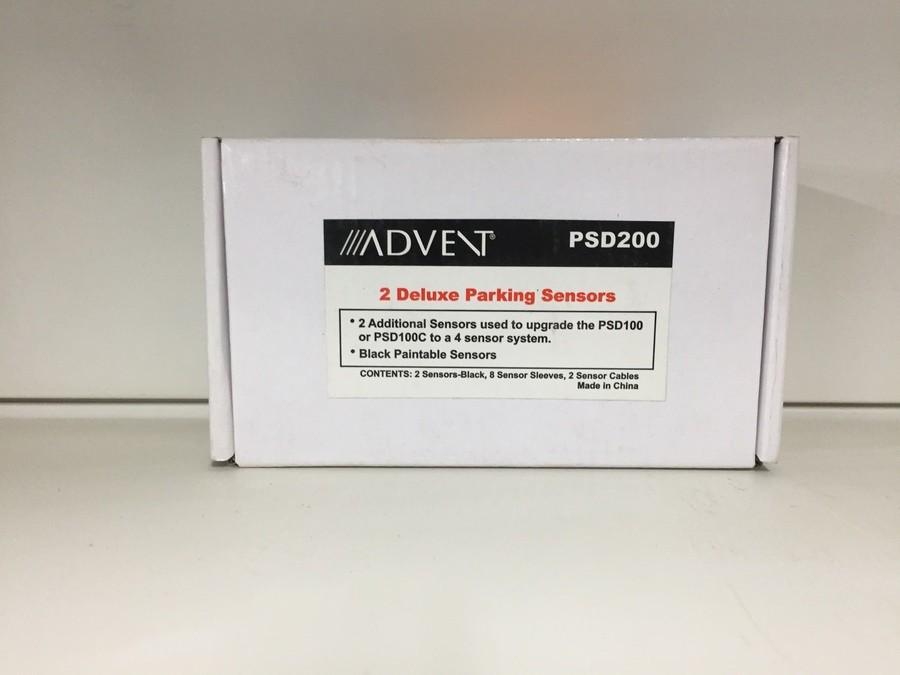 ///ADVENT®
PSD200
2 Deluxe Parking Sensors
• 2 Additional Sensors used to upgrade the PSD100
or PSD100C to a 4 sensor system.
• Black Paintable Sensors
CONTENTS: 2 Sensors-Black, 8 Sensor Sleeves, 2 Sensor Cables
Made in China